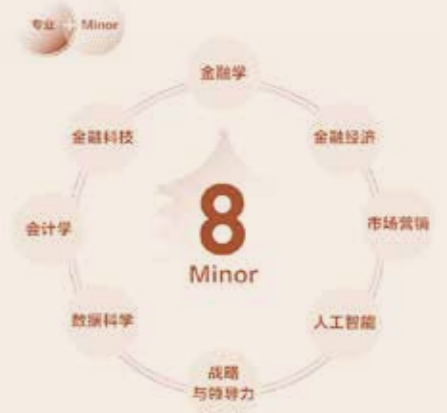 专业 + Minor
金融学
金融科技
金融经济
会计学
8
Minor
市场营销
数据科学
人工智能
战略
与领导力